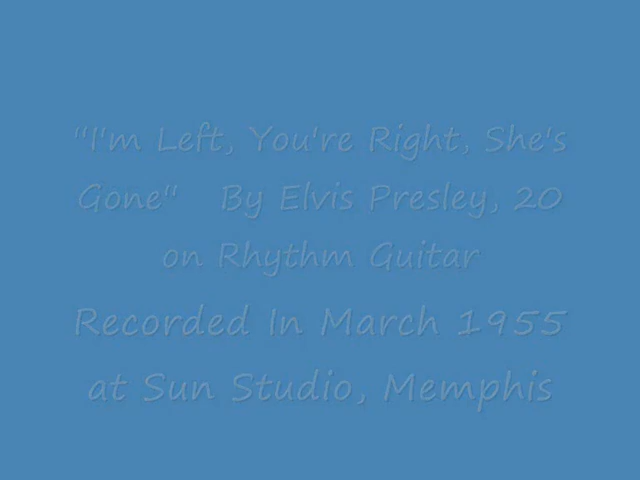 "I'm Left, You're Right, She's
Gone" By Elvis Presley, 20
on Rhythm Guitar
Recorded In March 1955
at Sun Studio, Memphis